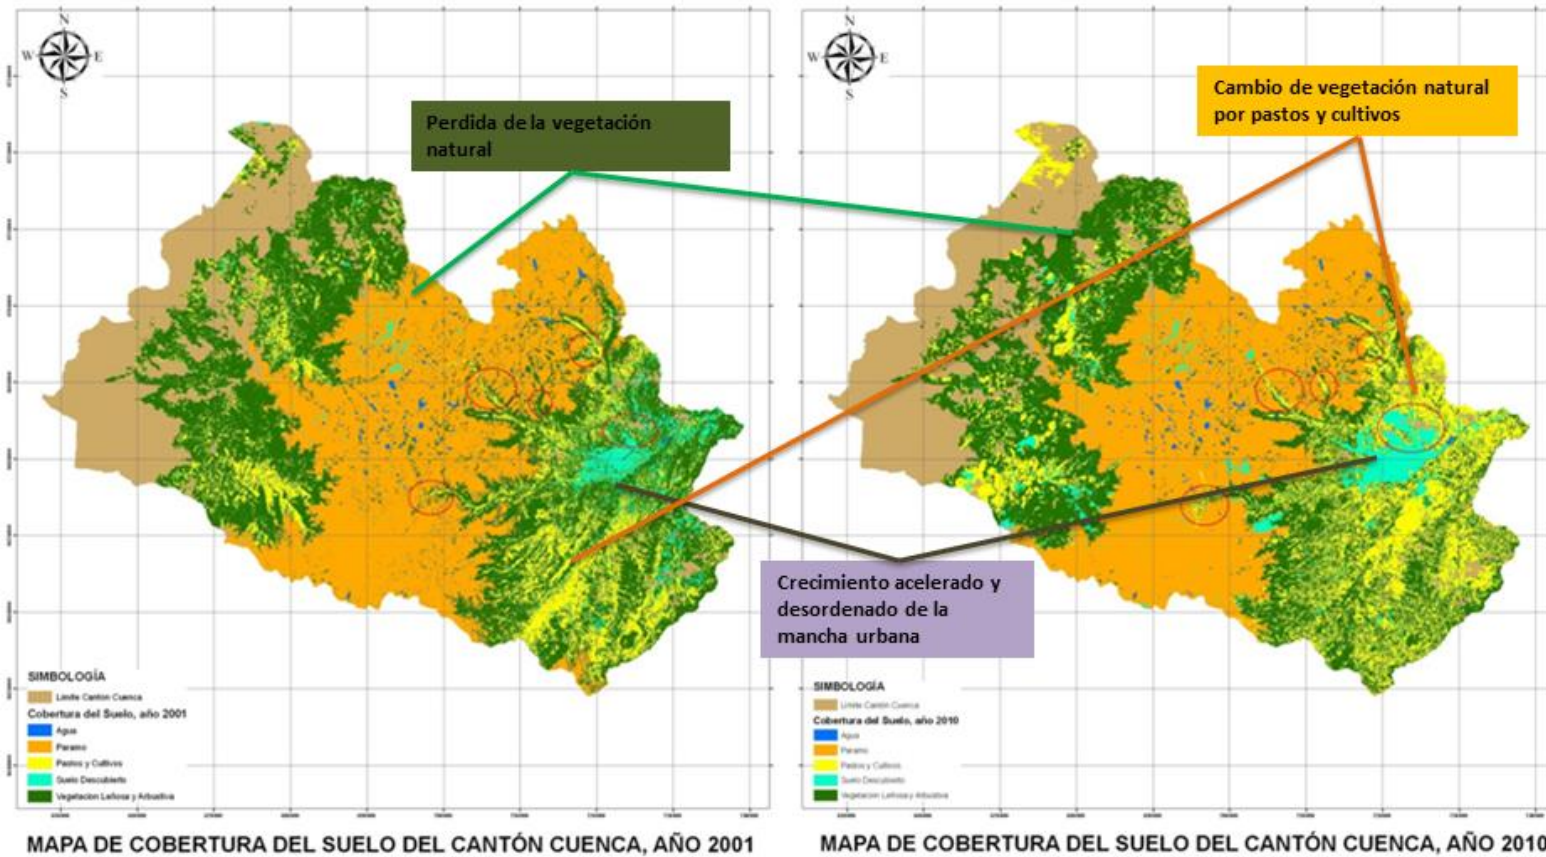 N
W E
S
Perdida de la vegetación
natural
N
W E
S
Cambio de vegetación natural
por pastos y cultivos
Crecimiento acelerado y
desordenado de la
mancha urbana
SIMBOLOGÍA
Limite Cantón Cuenca
Cobertura del Suelo, año 2001
Agua
Paramo
Pastos y Cultivos
Suelo Descubierto
Vegetacion Leñosa y Arbustiva
SIMBOLOGÍA
Limite Cantón Cuenca
Cobertura del Suelo, año 2010
Agua
Paramo
Pastos y Cultivos
Suelo Descubierto
Vegetacion Leñosa y Arbustiva
MAPA DE COBERTURA DEL SUELO DEL CANTÓN CUENCA, AÑO 2001
MAPA DE COBERTURA DEL SUELO DEL CANTÓN CUENCA, AÑO 2010